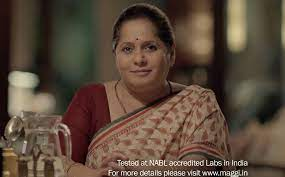 Tested at NABL accredited Labs in India
For more details please visit www.maggi.in